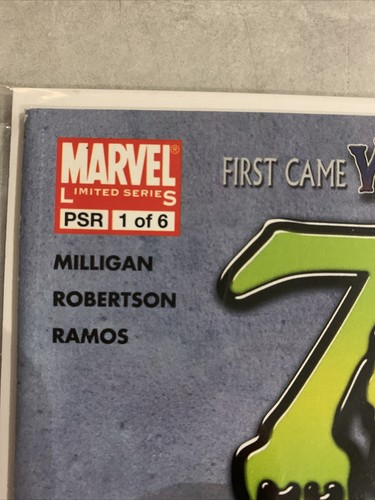 MARVEL®
LIMITED SERIES
PSR 1 of 6
MILLIGAN
ROBERTSON
RAMOS
FIRST CAME